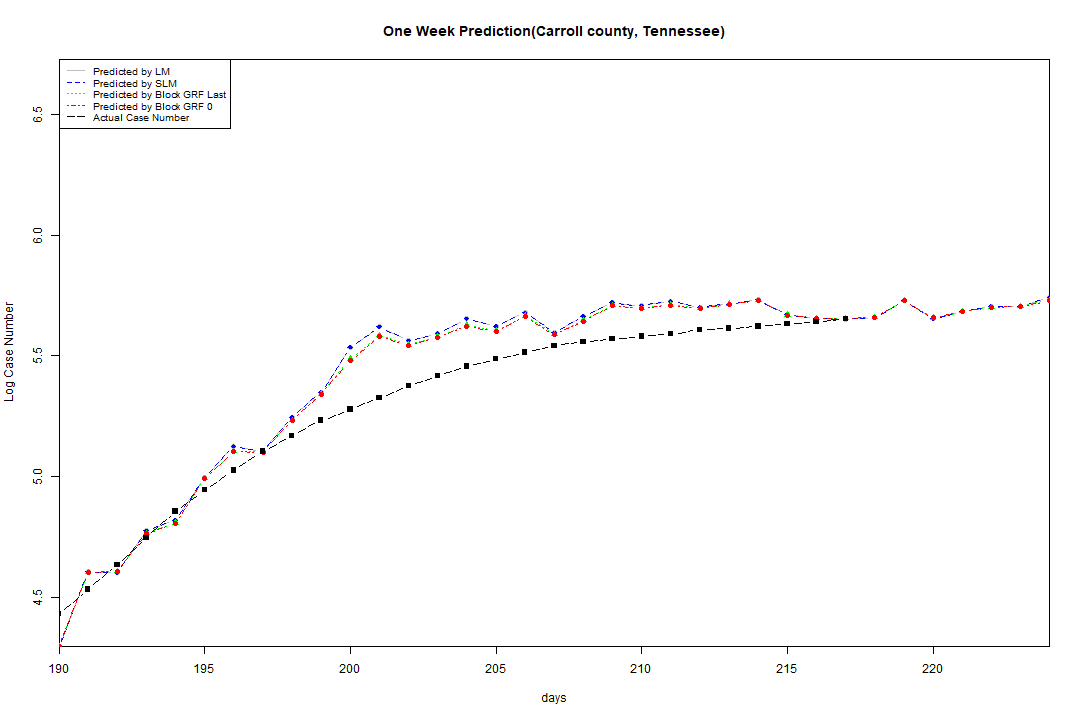 One Week Prediction(Carroll county, Tennessee)
Predicted by LM
Predicted by SLM
Predicted by Block GRF Last
Predicted by Block GRF 0
Actual Case Number
6.5
6.0
5.5
5.0
4.5
Log Case Number
190 195 200 205 210 215 220
days